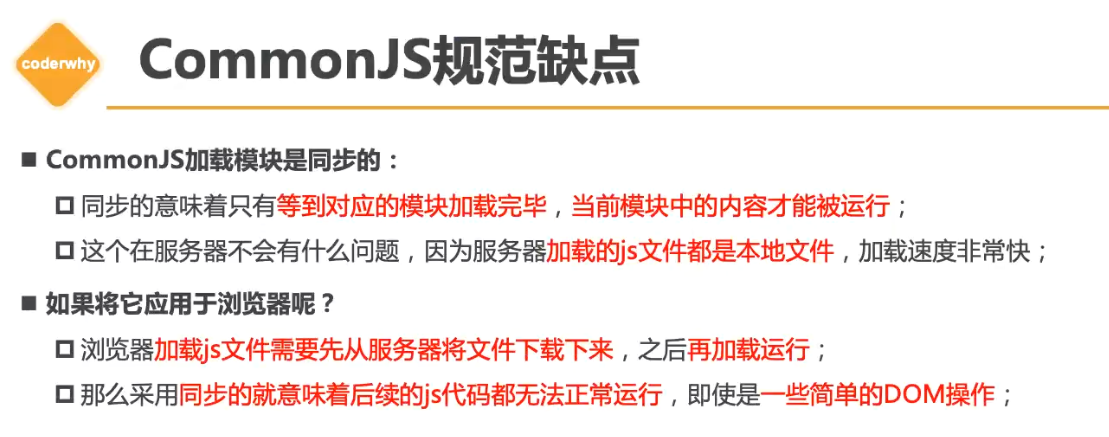 coderwhy
CommonJS规范缺点
■ CommonJS加载模块是同步的：
同步的意味着只有等到对应的模块加载完毕，当前模块中的内容才能被运行；
这个在服务器不会有什么问题，因为服务器加载的js文件都是本地文件，加载速度非常快；
■ 如果将它应用于浏览器呢？
浏览器加载js文件需要先从服务器将文件下载下来，之后再加载运行；
那么采用同步的就意味着后续的js代码都无法正常运行，即使是一些简单的DOM操作；